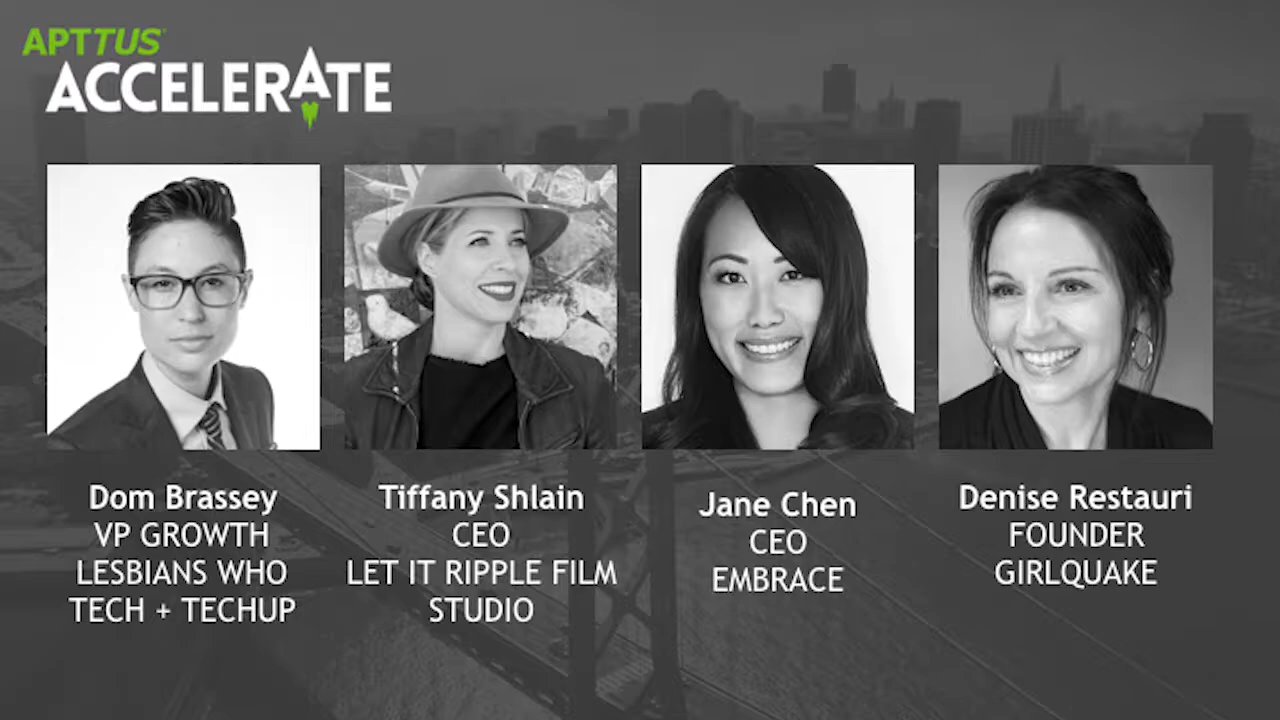 APTTUS
ACCELERATE
Dom Brassey
VP GROWTH
LESBIANS WHO
TECH + TECHUP
Tiffany Shlain
CEO
LET IT RIPPLE FILM
STUDIO
Jane Chen
CEO
EMBRACE
Denise Restauri
FOUNDER
GIRLQUAKE